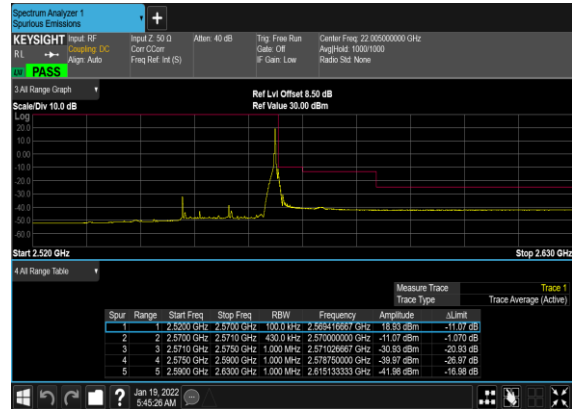 Spectrum Analyzer 1
Spurious Emissions
KEYSIGHT
RL
Input: RF
Coupling: DC
Align: Auto
Input Z: 50 Ω
Corr CCorr
Freq Ref: Int (S)
Atten: 40 dB
Trig: Free Run
Gate: Off
IF Gain: Low
Center Freq: 22.005000000 GHz
Avg|Hold: 1000/1000
Radio Std: None
PASS
3 All Range Graph
Ref Lvl Offset 8.50 dB
Scale/Div 10.0 dB
Ref Value 30.00 dBm
Log
20.0
10.0
0.00
-10.0
-20.0
-30.0
-40.0
-50.0
-60.0
Start 2.520 GHz
Stop 2.630 GHz
4 All Range Table
Measure Trace Trace 1
Trace Type Trace Average (Active)
Spur Range Start Freq Stop Freq RBW Frequency Amplitude ΔLimit
1 1 2.5200 GHz 2.5700 GHz 100.0 kHz 2.569416667 GHz 18.93 dBm -11.07 dB
2 2 2.5700 GHz 2.5710 GHz 430.0 kHz 2.570000000 GHz -11.07 dBm -1.070 dB
3 3 2.5710 GHz 2.5750 GHz 1.000 MHz 2.571026667 GHz -30.93 dBm -20.93 dB
4 4 2.5750 GHz 2.5900 GHz 1.000 MHz 2.578750000 GHz -39.97 dBm -26.97 dB
5 5 2.5900 GHz 2.6300 GHz 1.000 MHz 2.615133333 GHz -41.98 dBm -16.98 dB
Jan 19, 2022
5:45:26 AM